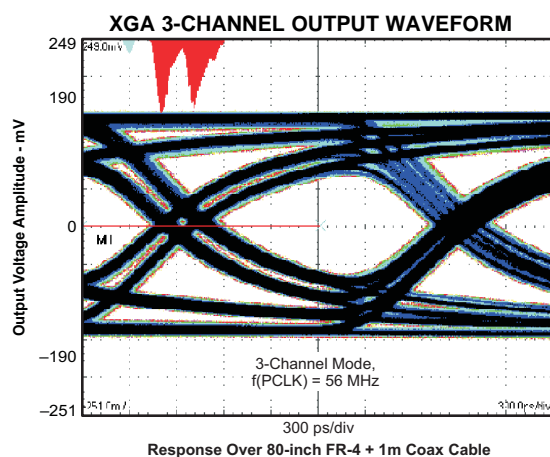 XGA 3-CHANNEL OUTPUT WAVEFORM
249
249.0mV
190
0
–190
–251
Output Voltage Amplitude - mV
3-Channel Mode,
f(PCLK) = 56 MHz
300 ps/div
Response Over 80-inch FR-4 + 1m Coax Cable